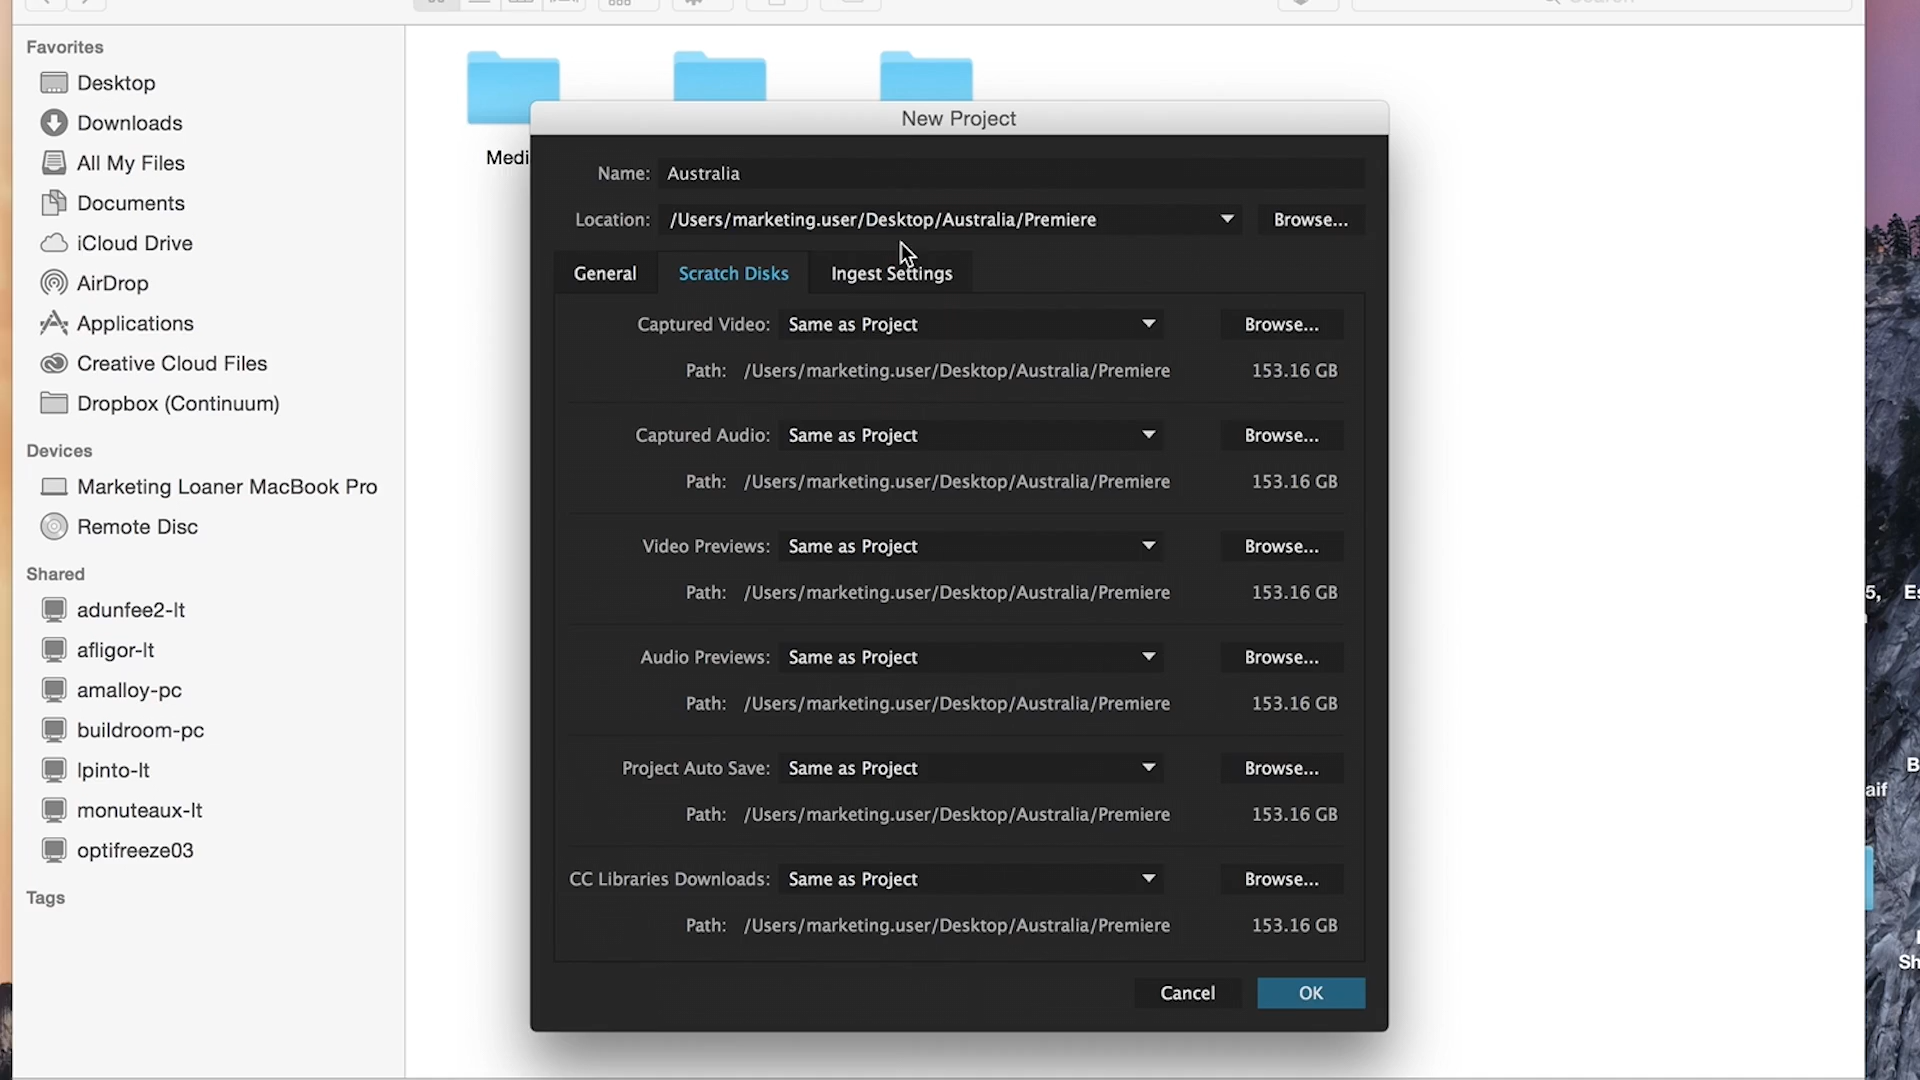 Search
Favorites
Desktop
Downloads
All My Files
Documents
iCloud Drive
AirDrop
Applications
Creative Cloud Files
Dropbox (Continuum)
Devices
Marketing Loaner MacBook Pro
Remote Disc
Shared
adunfee2-lt
afligor-lt
amalloy-pc
buildroom-pc
lpinto-lt
monuteaux-lt
optifreeze03
Tags
Medi
New Project
Name: Australia
Location: /Users/marketing.user/Desktop/Australia/Premiere Browse...
General Scratch Disks Ingest Settings
Captured Video: Same as Project Browse...
Path: /Users/marketing.user/Desktop/Australia/Premiere 153.16 GB
Captured Audio: Same as Project Browse...
Path: /Users/marketing.user/Desktop/Australia/Premiere 153.16 GB
Video Previews: Same as Project Browse...
Path: /Users/marketing.user/Desktop/Australia/Premiere 153.16 GB
Audio Previews: Same as Project Browse...
Path: /Users/marketing.user/Desktop/Australia/Premiere 153.16 GB
Project Auto Save: Same as Project Browse...
Path: /Users/marketing.user/Desktop/Australia/Premiere 153.16 GB
CC Libraries Downloads: Same as Project Browse...
Path: /Users/marketing.user/Desktop/Australia/Premiere 153.16 GB
Cancel OK
5, Es
B
aif
Sh